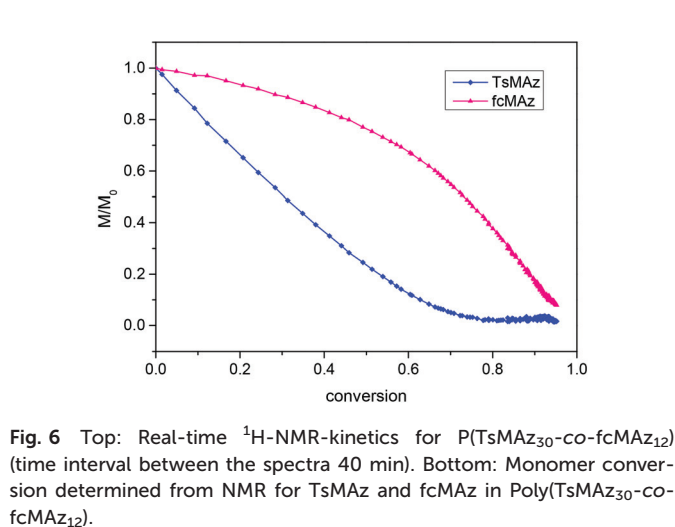 1.0
0.8
0.6
0.4
0.2
0.0
M/M₀
TsMAz
fcMAz
0.0 0.2 0.4 0.6 0.8 1.0
conversion
Fig. 6 Top: Real-time ¹H-NMR-kinetics for P(TsMAz₃₀-co-fcMAz₁₂)
(time interval between the spectra 40 min). Bottom: Monomer conver-
sion determined from NMR for TsMAz and fcMAz in Poly(TsMAz₃₀-co-
fcMAz₁₂).